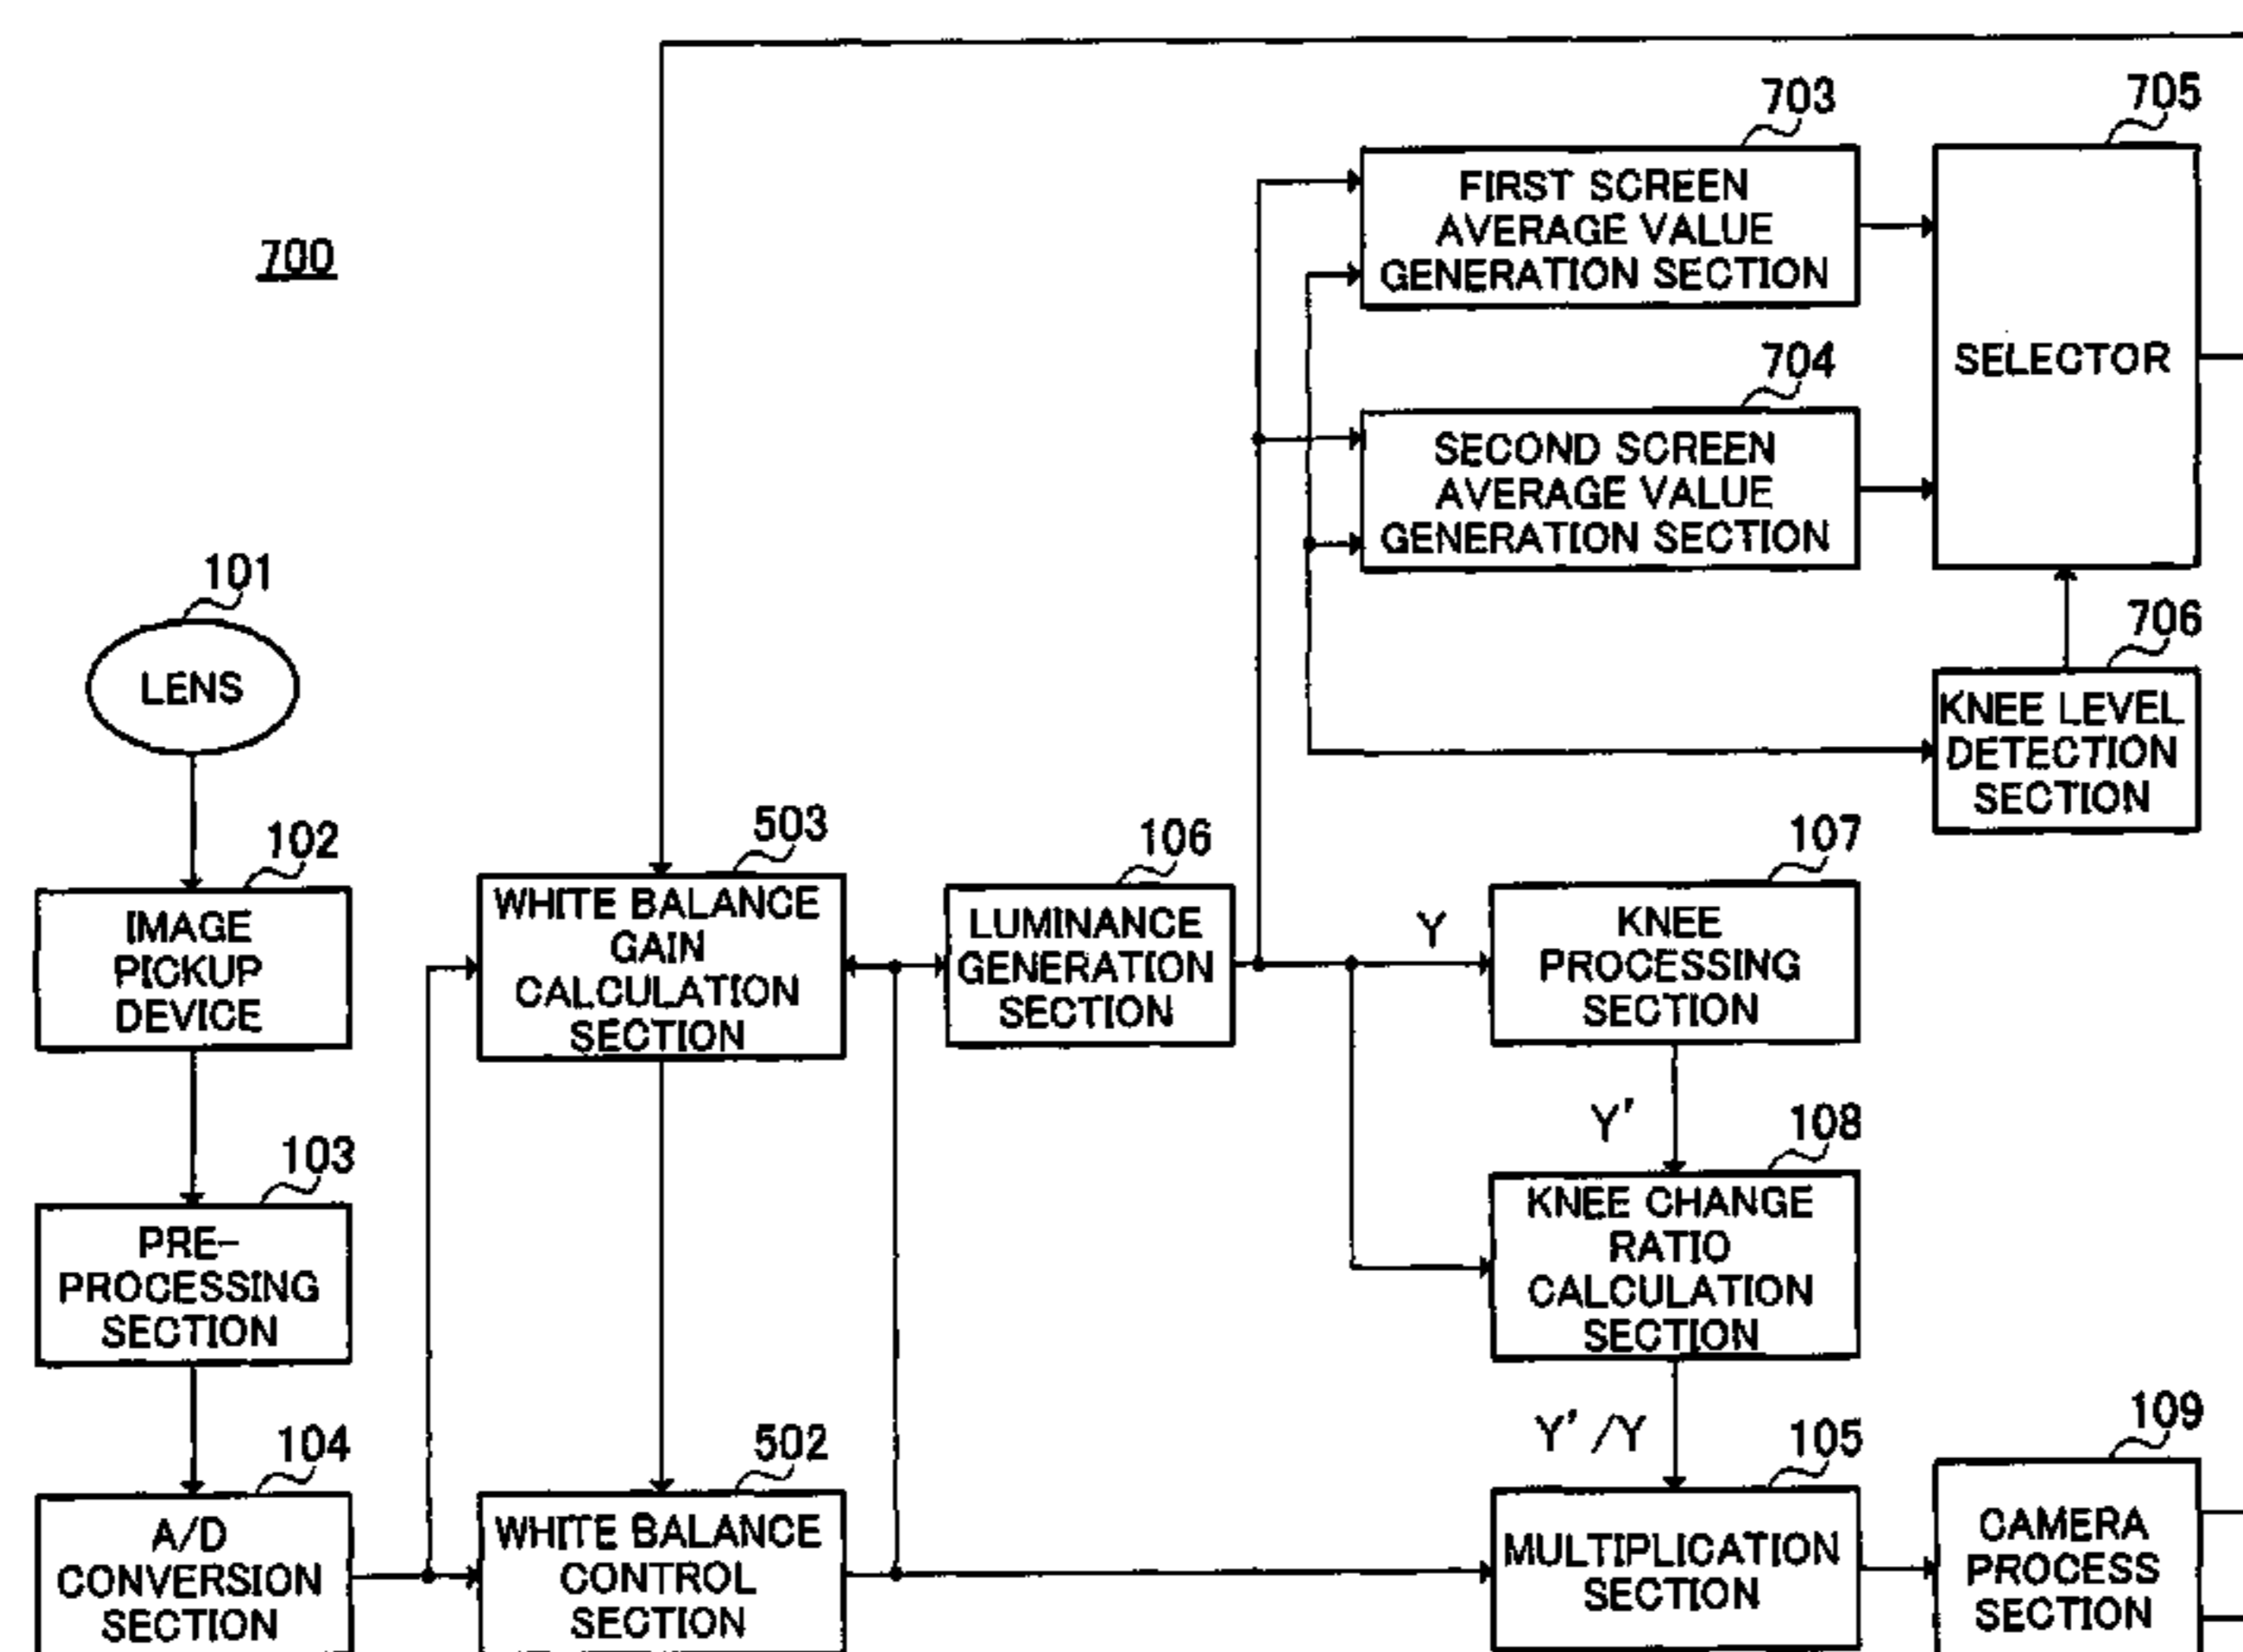 703
705
FIRST SCREEN
AVERAGE VALUE
GENERATION SECTION
700
704
SELECTOR
SECOND SCREEN
AVERAGE VALUE
GENERATION SECTION
101
LENS
706
KNEE LEVEL
DETECTION
SECTION
102
IMAGE
PICKUP
DEVICE
503
WHITE BALANCE
GAIN
CALCULATION
SECTION
106
LUMINANCE
GENERATION
SECTION
Y
107
KNEE
PROCESSING
SECTION
Y'
103
PRE-
PROCESSING
SECTION
108
KNEE CHANGE
RATIO
CALCULATION
SECTION
Y' /Y
104
A/D
CONVERSION
SECTION
502
WHITE BALANCE
CONTROL
SECTION
105
MULTIPLICATION
SECTION
109
CAMERA
PROCESS
SECTION